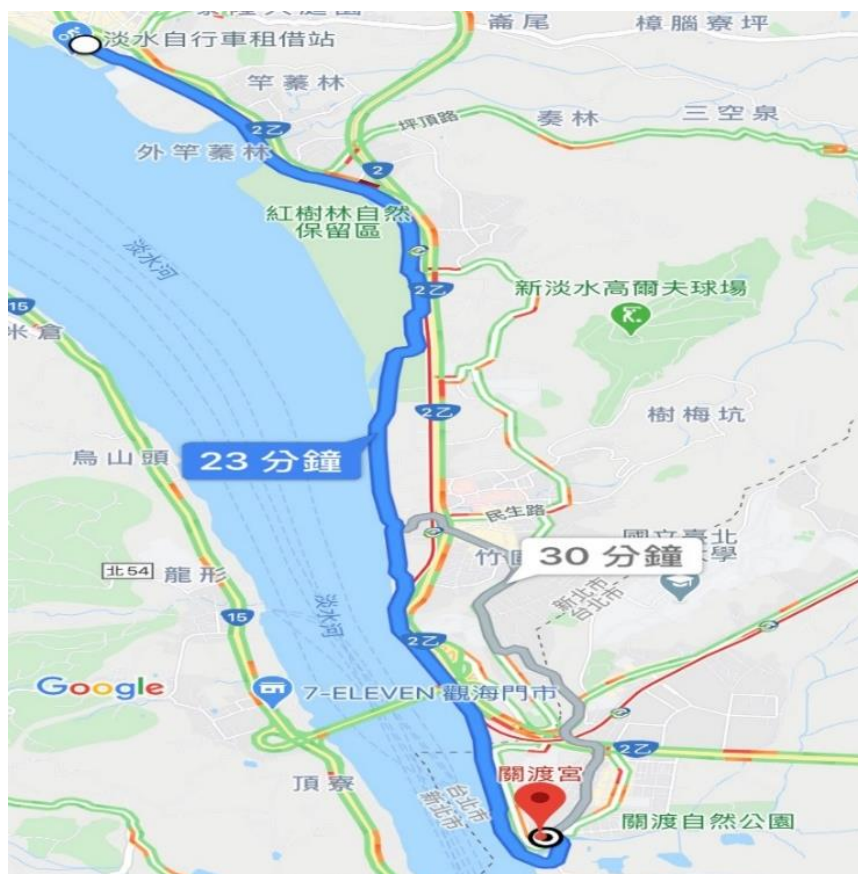 崙尾
樟腦寮坪
淡水自行車租借站
竿蓁林
三空泉
奏林
坪頂路
2乙
外竿蓁林
2
紅樹林自然
保留區
淡水河
2乙
新淡水高爾夫球場
15
米倉
2乙
樹梅坑
23 分鐘
烏山頭
民生路
竹圍
30 分鐘
國立臺北
北54
龍形
新北市
台北市
15
淡水河
2乙
Google
7-ELEVEN 觀海門市
2乙
關渡宮
頂寮
台北市
新北市
關渡自然公園